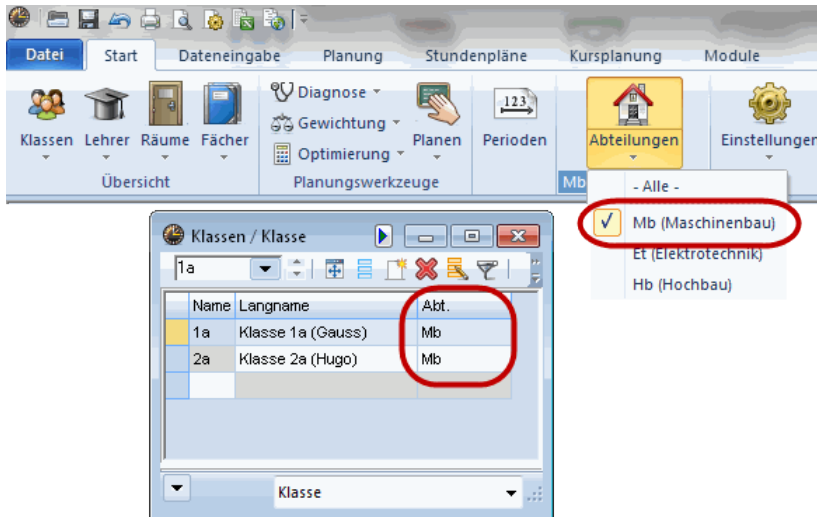 Datei Start Dateneingabe Planung Stundenpläne Kursplanung Module
Klassen Lehrer Räume Fächer
Diagnose
Gewichtung
Optimierung
Planen
123
Perioden
Abteilungen
Einstellungen
Übersicht Planungswerkzeuge Mb
- Alle -
Mb (Maschinenbau)
Et (Elektrotechnik)
Hb (Hochbau)
Klassen / Klasse
1a
Name Langname Abt.
1a Klasse 1a (Gauss) Mb
2a Klasse 2a (Hugo) Mb
Klasse